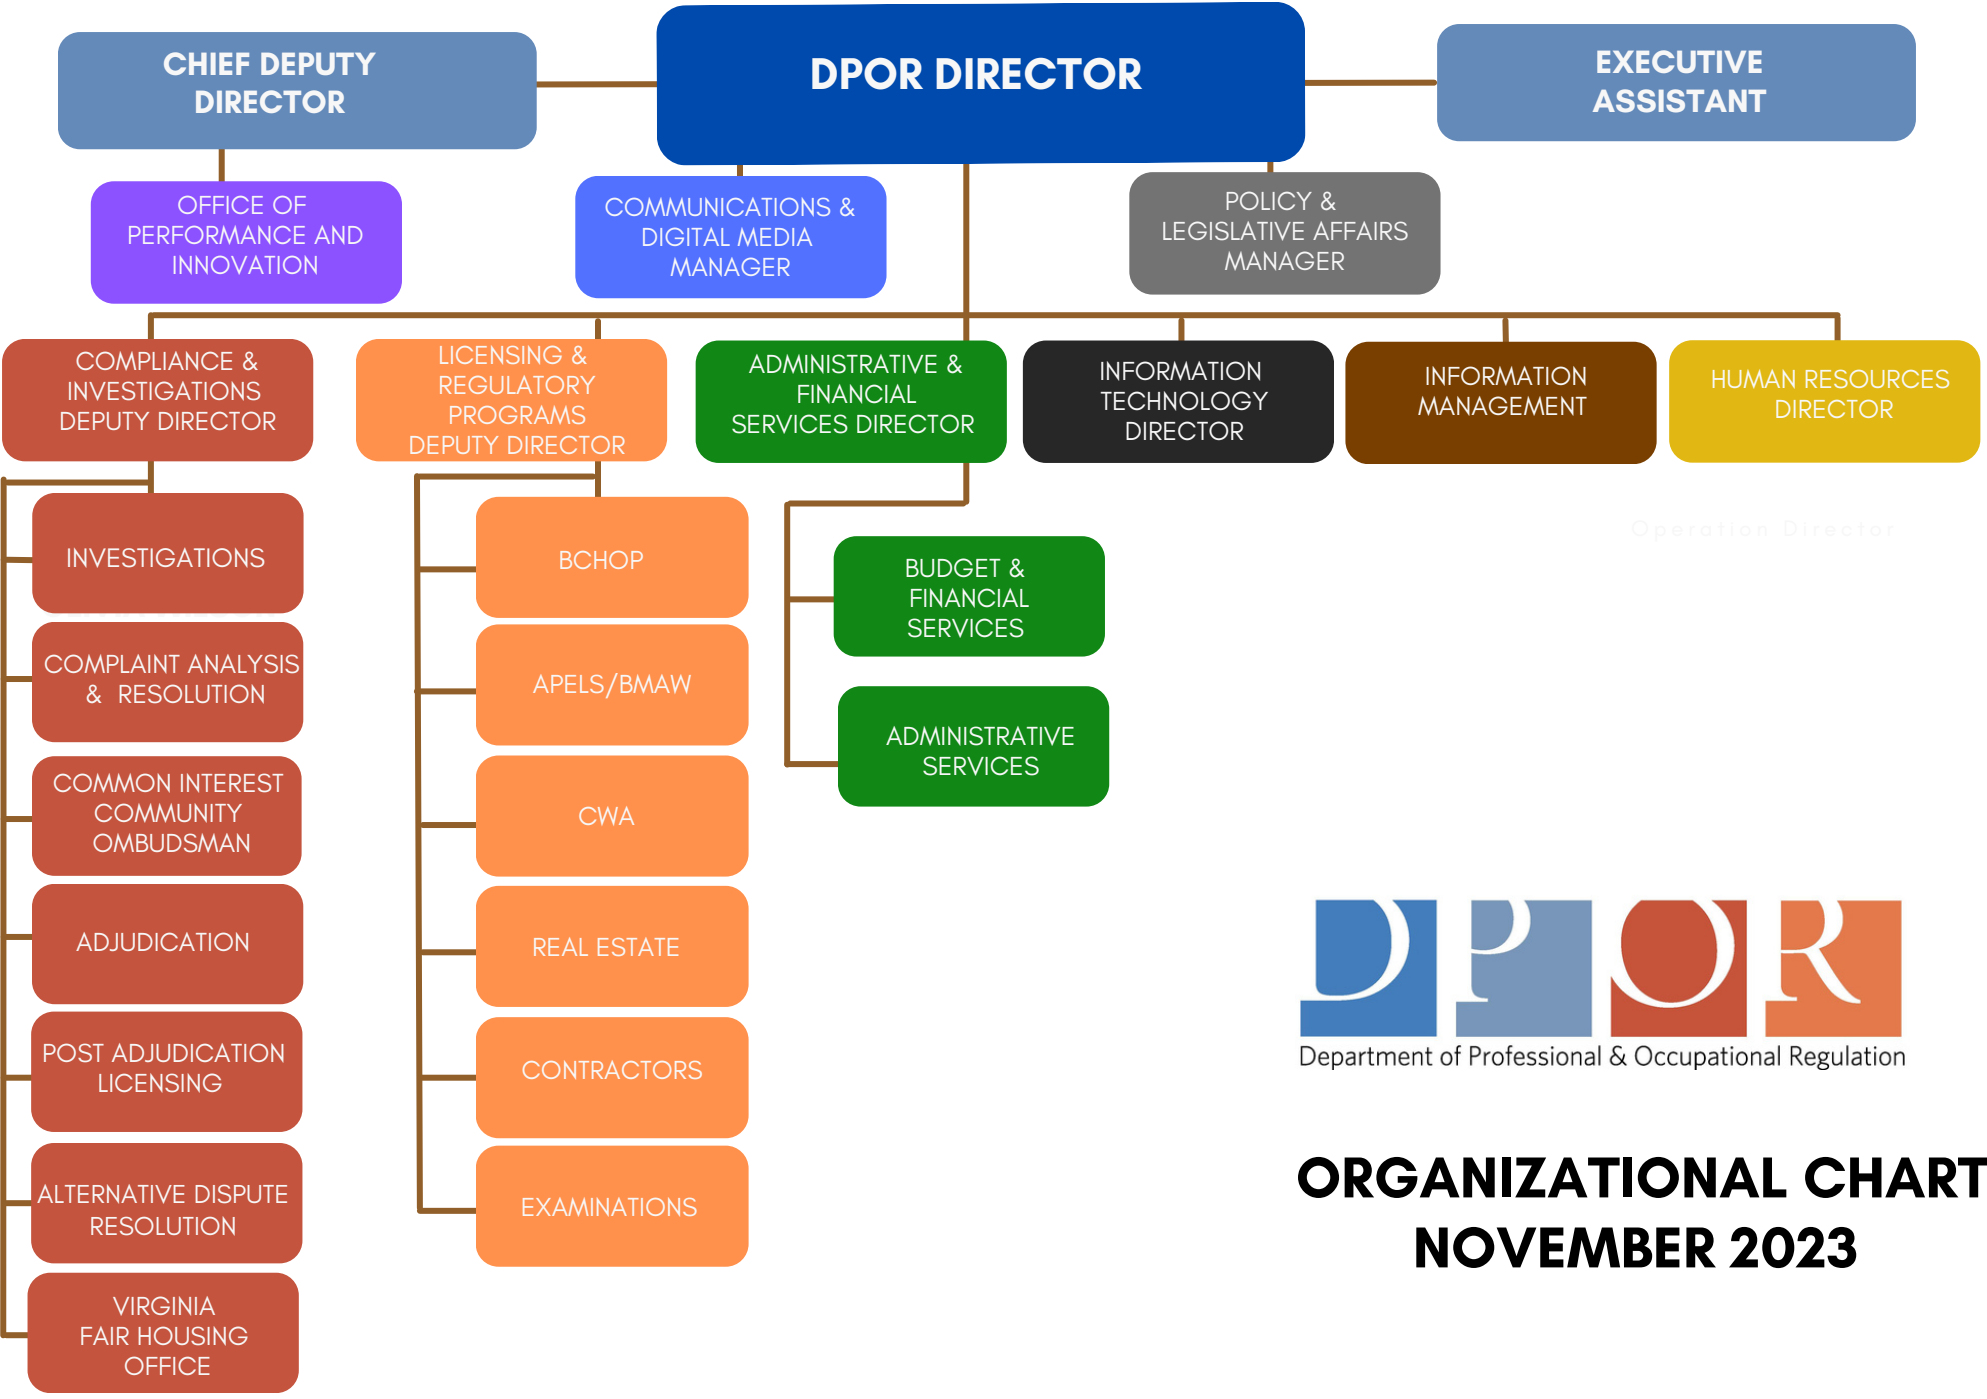 CHIEF DEPUTY
DIRECTOR
DPOR DIRECTOR
EXECUTIVE
ASSISTANT
OFFICE OF
PERFORMANCE AND
INNOVATION
COMMUNICATIONS &
DIGITAL MEDIA
MANAGER
POLICY &
LEGISLATIVE AFFAIRS
MANAGER
COMPLIANCE &
INVESTIGATIONS
DEPUTY DIRECTOR
LICENSING &
REGULATORY
PROGRAMS
DEPUTY DIRECTOR
ADMINISTRATIVE &
FINANCIAL
SERVICES DIRECTOR
INFORMATION
TECHNOLOGY
DIRECTOR
INFORMATION
MANAGEMENT
HUMAN RESOURCES
DIRECTOR
Operation Director
INVESTIGATIONS
COMPLAINT ANALYSIS
& RESOLUTION
COMMON INTEREST
COMMUNITY
OMBUDSMAN
ADJUDICATION
POST ADJUDICATION
LICENSING
ALTERNATIVE DISPUTE
RESOLUTION
VIRGINIA
FAIR HOUSING
OFFICE
BCHOP
APELS/BMAW
CWA
REAL ESTATE
CONTRACTORS
EXAMINATIONS
BUDGET &
FINANCIAL
SERVICES
ADMINISTRATIVE
SERVICES
DPOR
Department of Professional & Occupational Regulation
ORGANIZATIONAL CHART
NOVEMBER 2023